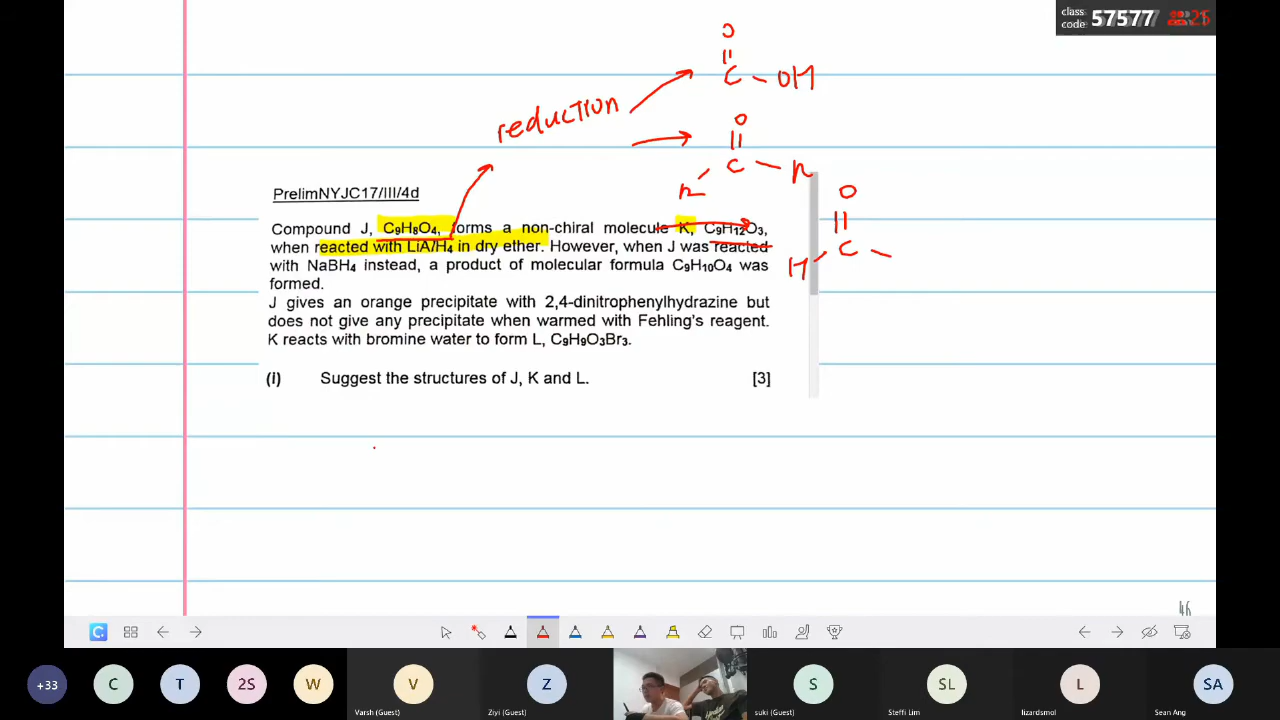 class
code 57577 25
O
C - OH
reduction
O
C - R
R
O
C
H
PrelimNYJC17/III/4d
Compound J, C₉H₈O₄, forms a non-chiral molecule K, C₉H₁₂O₃,
when reacted with LiA/H₄ in dry ether. However, when J was reacted
with NaBH₄ instead, a product of molecular formula C₉H₁₀O₄ was
formed.
J gives an orange precipitate with 2,4-dinitrophenylhydrazine but
does not give any precipitate when warmed with Fehling's reagent.
K reacts with bromine water to form L, C₉H₉O₃Br₃.
(i) Suggest the structures of J, K and L. [3]
46
+33 C T 2S W V Z S SL L SA
Varsh (Guest) Ziyi (Guest) suki (Guest) Steffi Lim lizardsmol Sean Ang